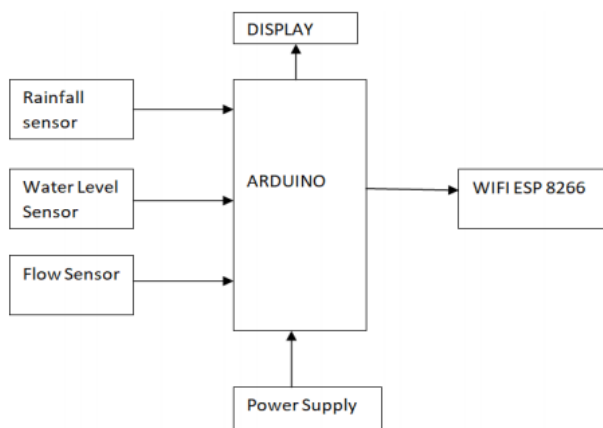 DISPLAY
Rainfall
sensor
Water Level
Sensor
ARDUINO
WIFI ESP 8266
Flow Sensor
Power Supply